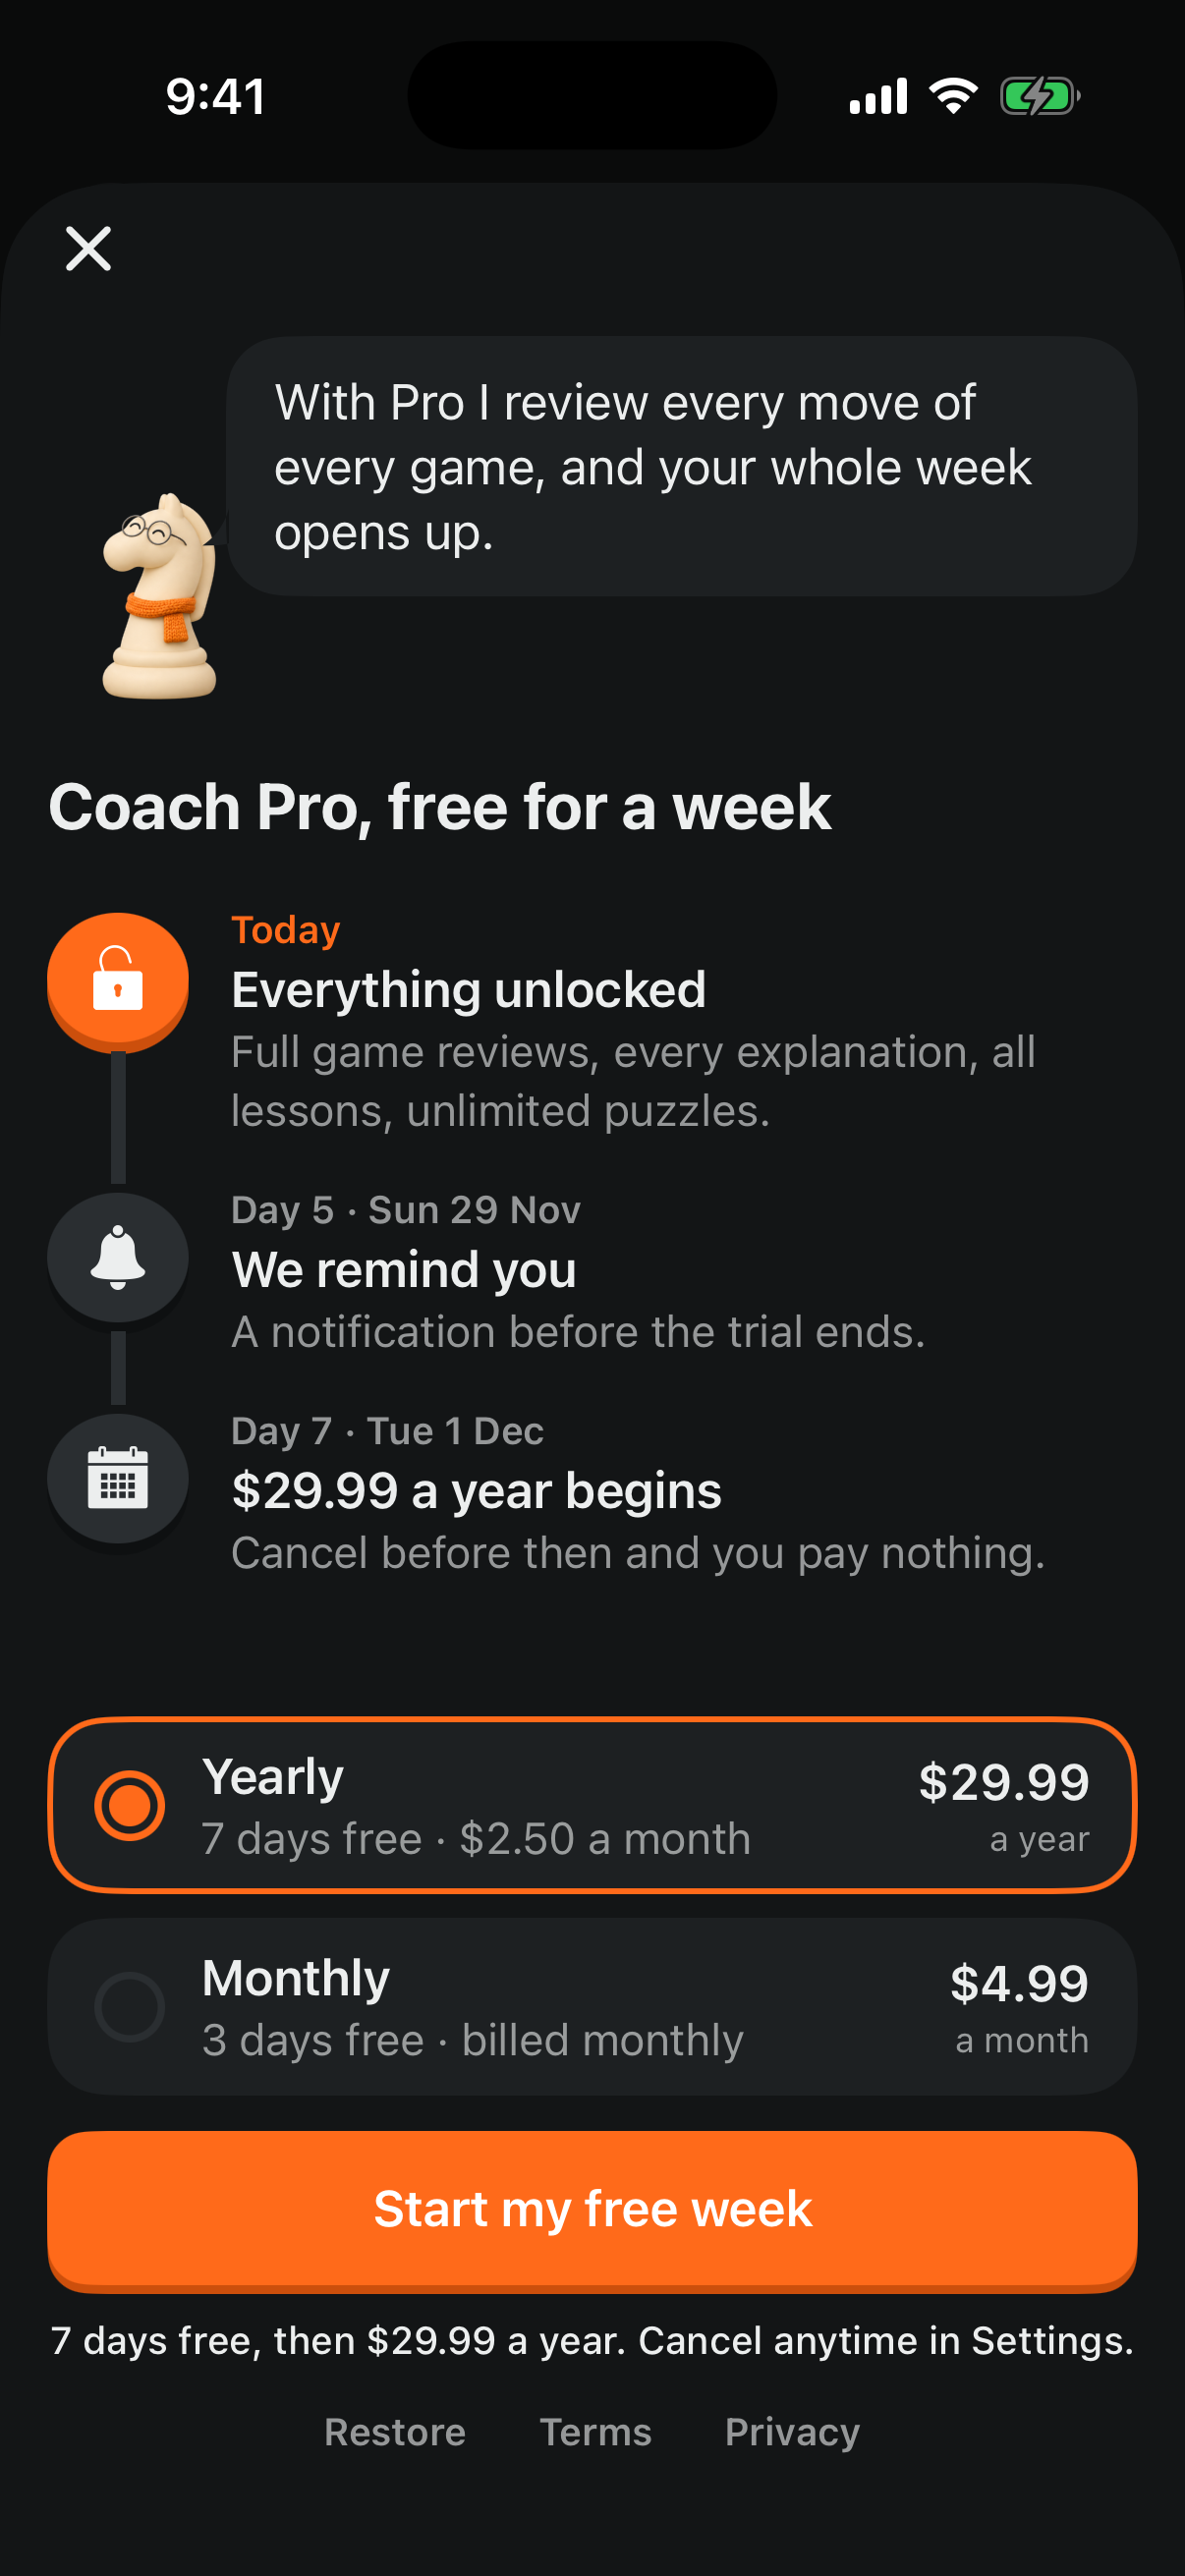 9:41
With Pro I review every move of
every game, and your whole week
opens up.
Coach Pro, free for a week
Today
Everything unlocked
Full game reviews, every explanation, all
lessons, unlimited puzzles.
Day 5 · Sun 29 Nov
We remind you
A notification before the trial ends.
Day 7 · Tue 1 Dec
$29.99 a year begins
Cancel before then and you pay nothing.
Yearly
$29.99
7 days free · $2.50 a month
a year
Monthly
$4.99
3 days free · billed monthly
a month
Start my free week
7 days free, then $29.99 a year. Cancel anytime in Settings.
Restore Terms Privacy